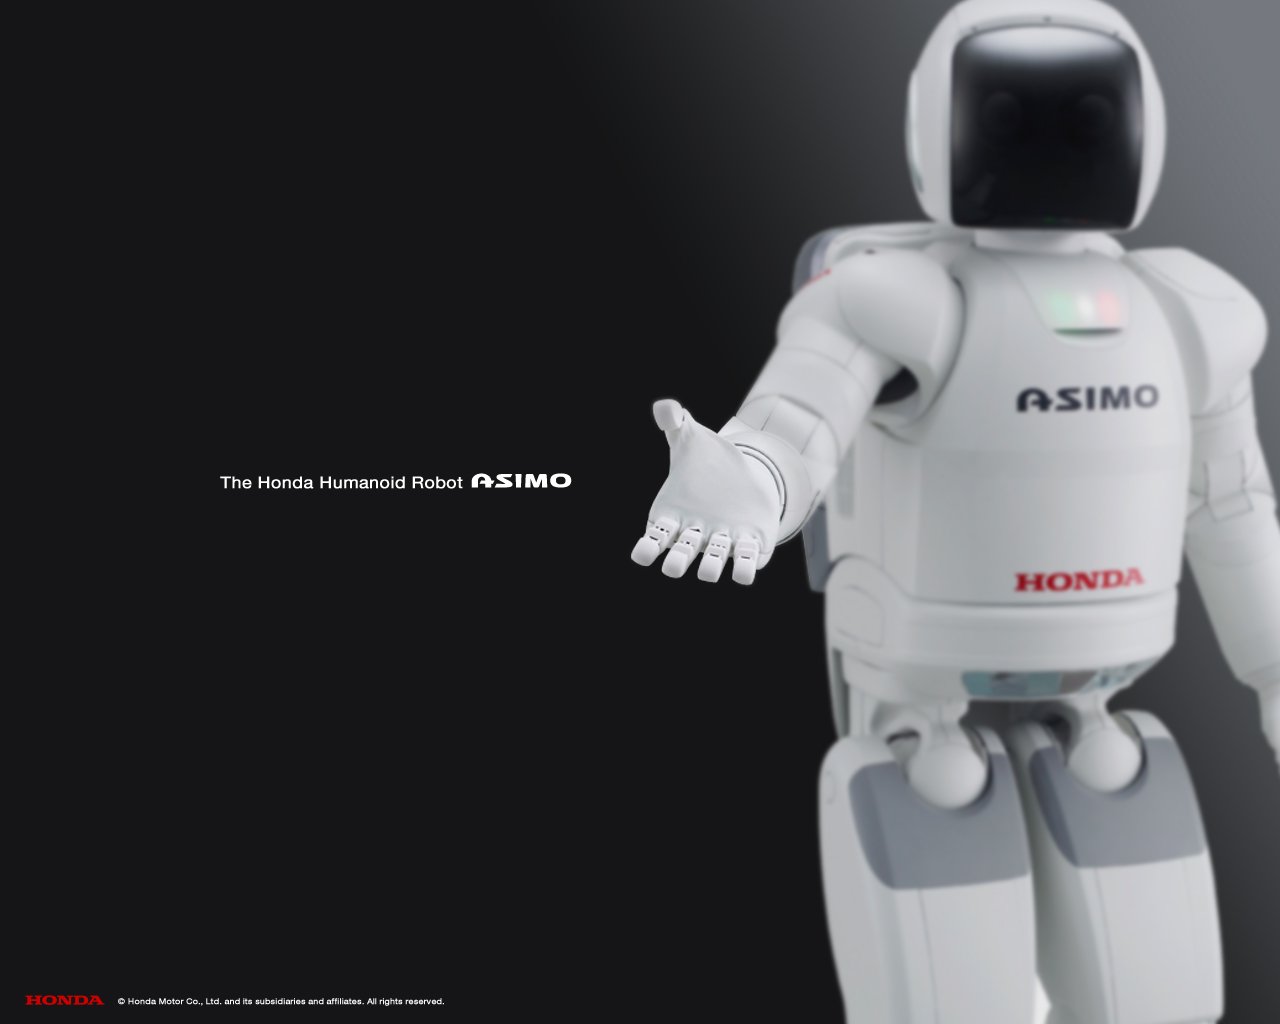 ASIMO
The Honda Humanoid Robot ASIMO
HONDA
HONDA © Honda Motor Co., Ltd. and its subsidiaries and affiliates. All rights reserved.